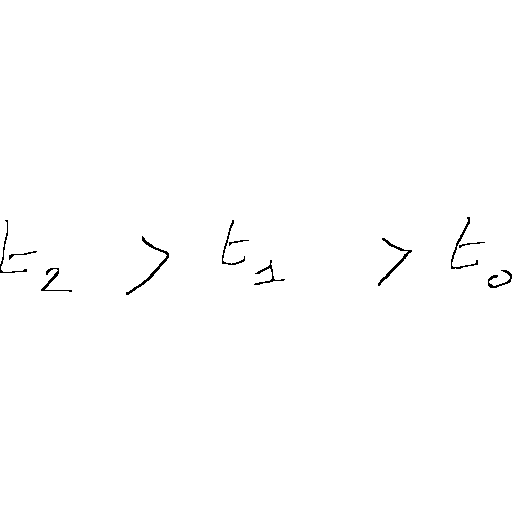 t₂ > t₁ > t₀